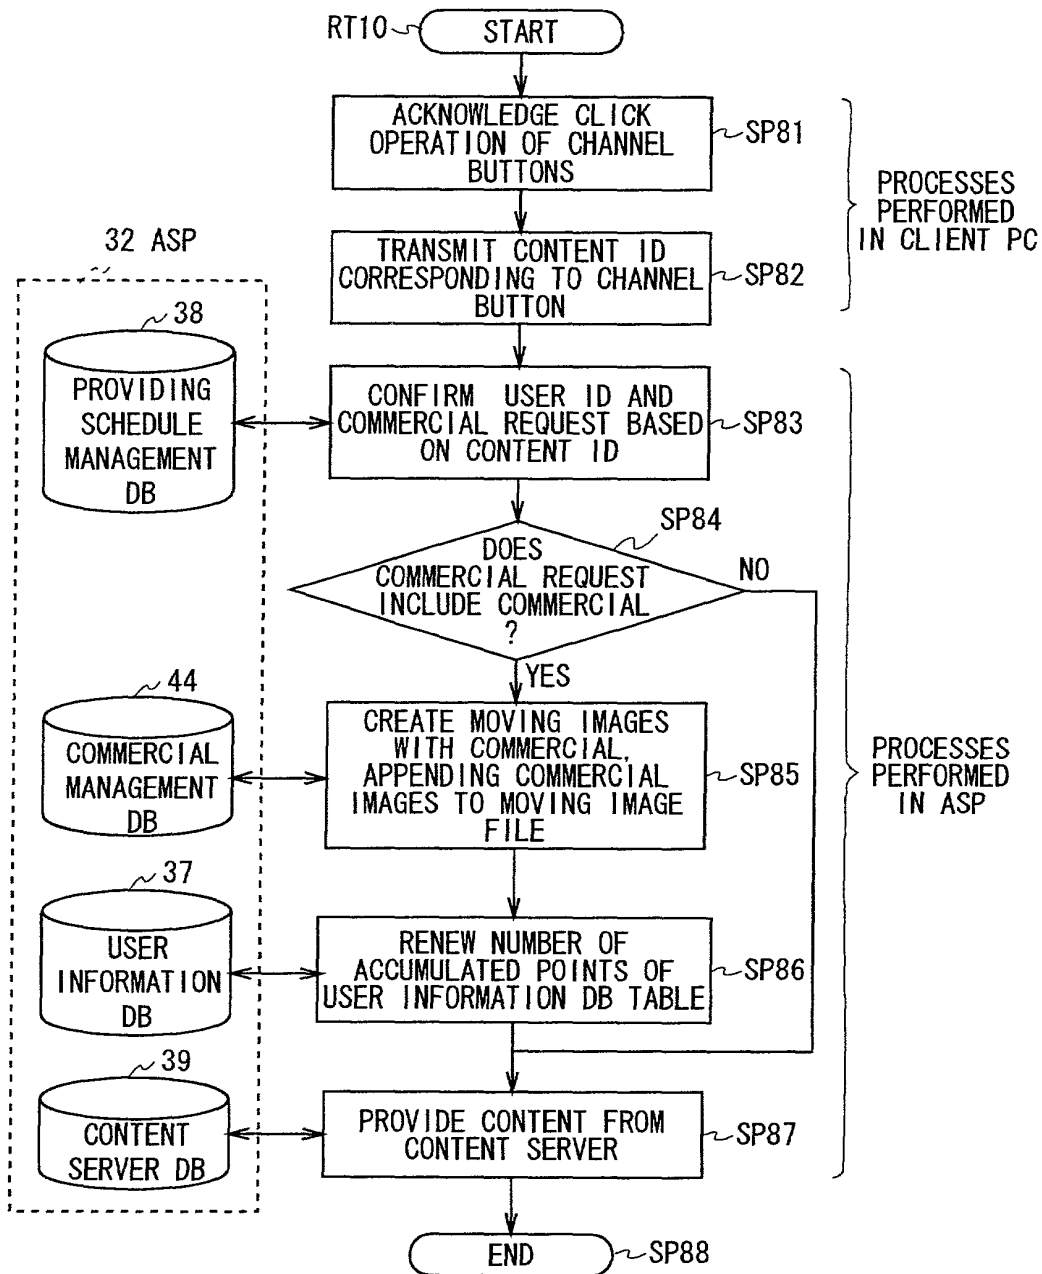 RT10
START
ACKNOWLEDGE CLICK
OPERATION OF CHANNEL
BUTTONS
SP81
PROCESSES
PERFORMED
IN CLIENT PC
TRANSMIT CONTENT ID
CORRESPONDING TO CHANNEL
BUTTON
SP82
32 ASP
38
PROVIDING
SCHEDULE
MANAGEMENT
DB
CONFIRM USER ID AND
COMMERCIAL REQUEST BASED
ON CONTENT ID
SP83
SP84
DOES
COMMERCIAL REQUEST
INCLUDE COMMERCIAL
?
NO
YES
44
COMMERCIAL
MANAGEMENT
DB
CREATE MOVING IMAGES
WITH COMMERCIAL,
APPENDING COMMERCIAL
IMAGES TO MOVING IMAGE
FILE
SP85
PROCESSES
PERFORMED
IN ASP
37
USER
INFORMATION
DB
RENEW NUMBER OF
ACCUMULATED POINTS OF
USER INFORMATION DB TABLE
SP86
39
CONTENT
SERVER DB
PROVIDE CONTENT FROM
CONTENT SERVER
SP87
END
SP88